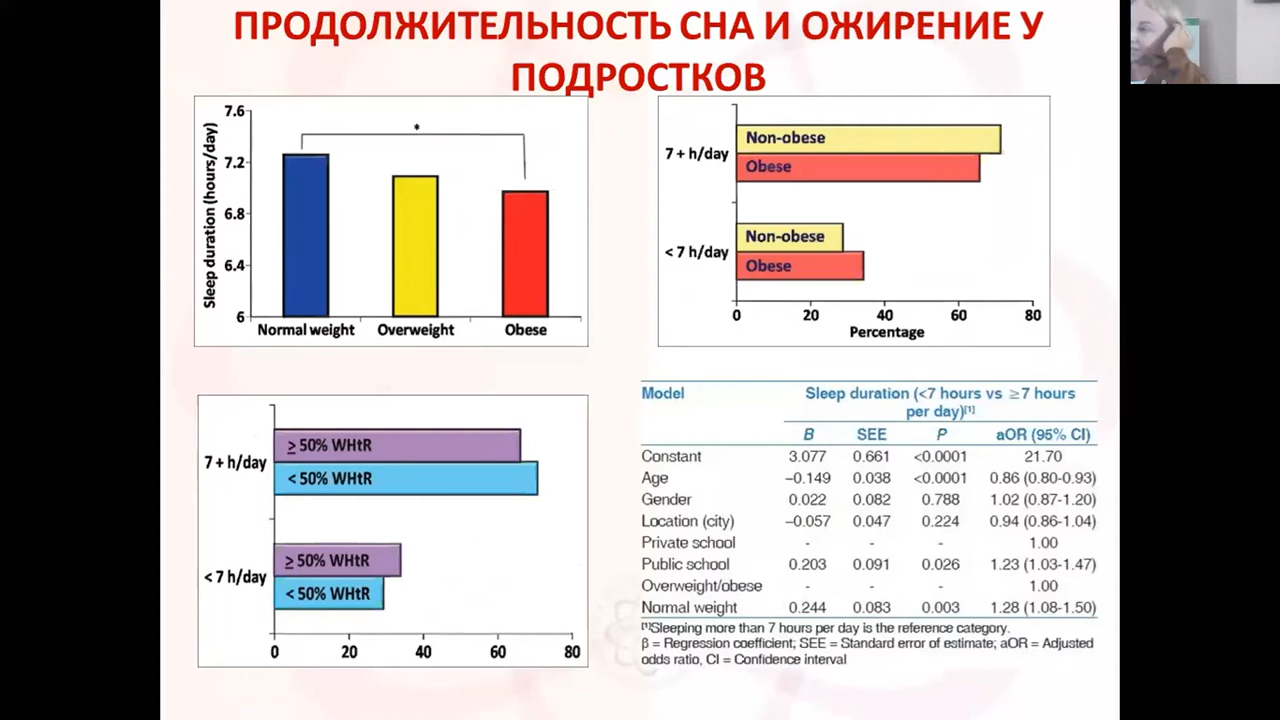 ПРОДОЛЖИТЕЛЬНОСТЬ СНА И ОЖИРЕНИЕ У
ПОДРОСТКОВ
Sleep duration (hours/day)
7.6
7.2
6.8
6.4
6
*
Normal weight Overweight Obese
7 + h/day
Non-obese
Obese
< 7 h/day
Non-obese
Obese
0 20 40 60 80
Percentage
7 + h/day
≥ 50% WHtR
< 50% WHtR
< 7 h/day
≥ 50% WHtR
< 50% WHtR
0 20 40 60 80
Model Sleep duration (<7 hours vs ≥7 hours
per day)[1]
B SEE P aOR (95% CI)
Constant 3.077 0.661 <0.0001 21.70
Age –0.149 0.038 <0.0001 0.86 (0.80-0.93)
Gender 0.022 0.082 0.788 1.02 (0.87-1.20)
Location (city) –0.057 0.047 0.224 0.94 (0.86-1.04)
Private school - - - 1.00
Public school 0.203 0.091 0.026 1.23 (1.03-1.47)
Overweight/obese - - - 1.00
Normal weight 0.244 0.083 0.003 1.28 (1.08-1.50)
[1]Sleeping more than 7 hours per day is the reference category.
β = Regression coefficient; SEE = Standard error of estimate; aOR = Adjusted
odds ratio, CI = Confidence interval